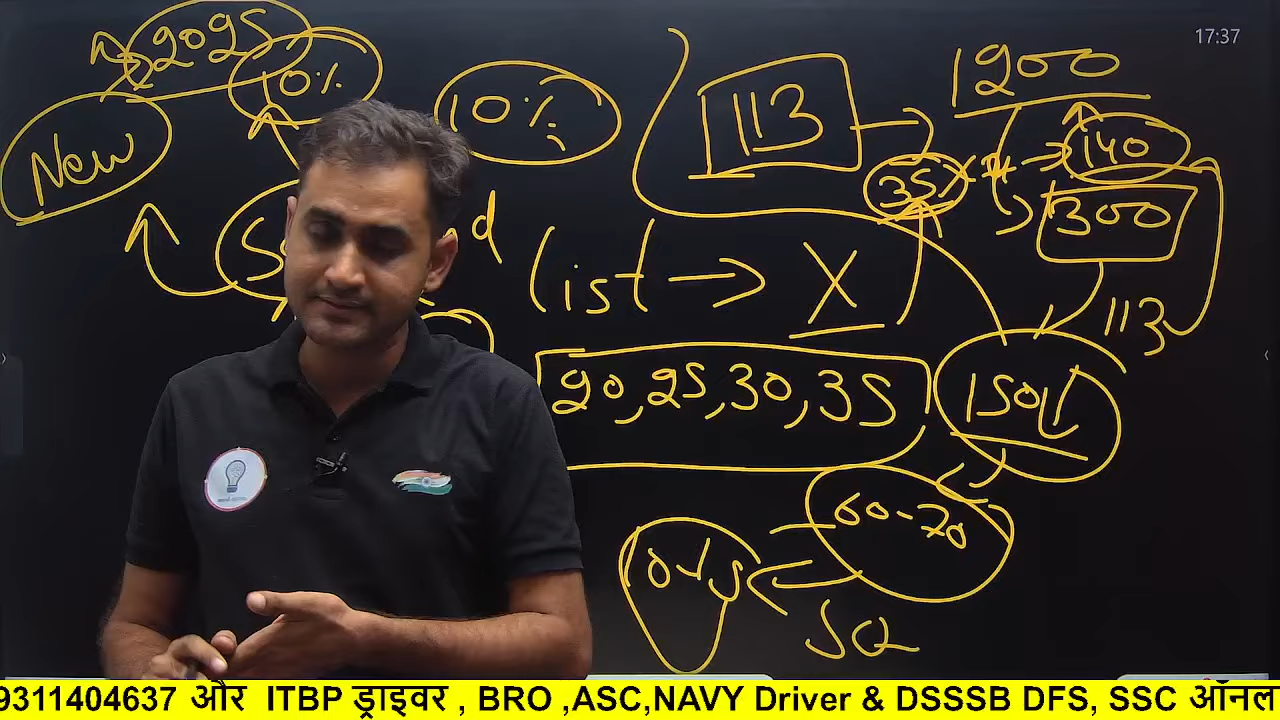 17:37
2025
10%
New
10%
113
1200
35
140
300
d
list → X
113
20, 25, 30, 35
150
60-70
SQ
9311404637 और ITBP ड्राइवर , BRO ,ASC,NAVY Driver & DSSSB DFS, SSC ऑनल